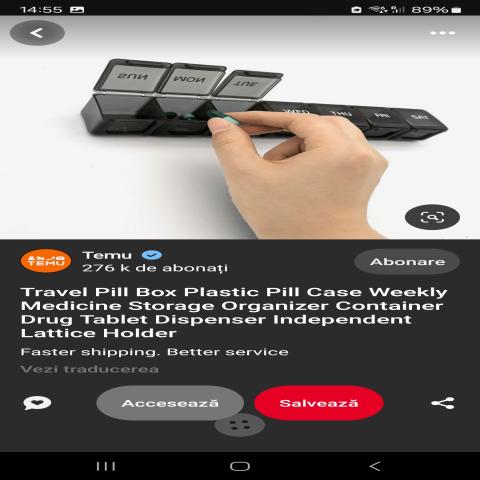 14:55
89%
SUN
MON
TUE
WED
THU
FRI
SAT
TEMU
Temu
276 k de abonați
Abonare
Travel Pill Box Plastic Pill Case Weekly
Medicine Storage Organizer Container
Drug Tablet Dispenser Independent
Lattice Holder
Faster shipping. Better service
Vezi traducerea
Accesează
Salvează